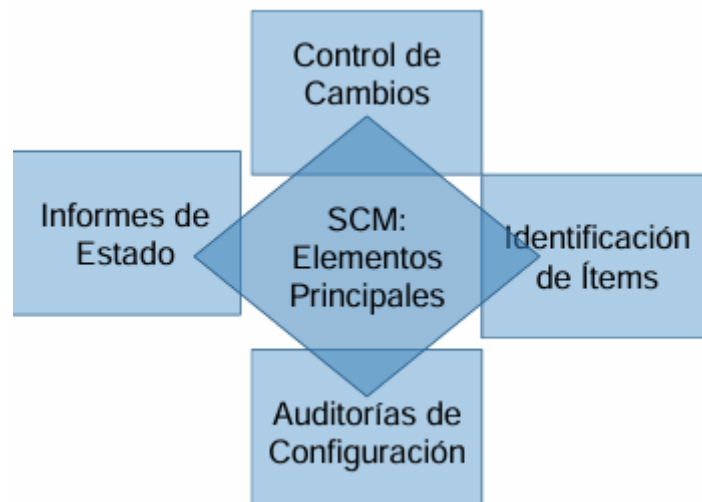 Control de
Cambios
Informes de
Estado
SCM:
Elementos
Principales
Identificación
de Ítems
Auditorías de
Configuración